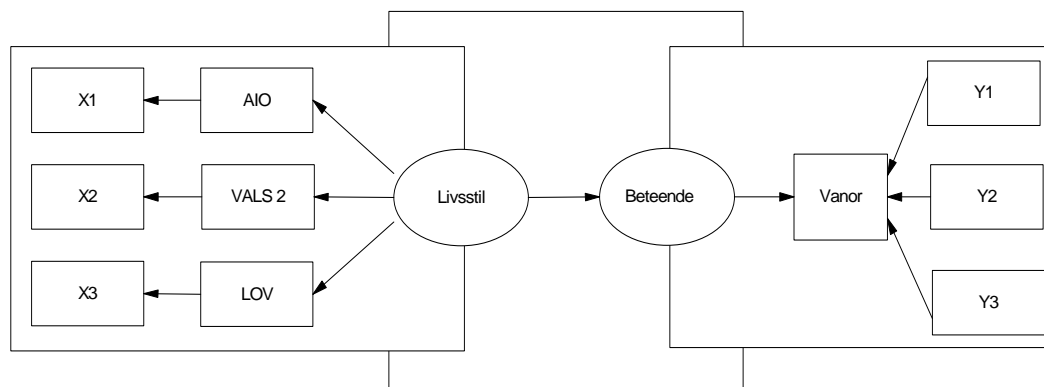 X1
AIO
X2
VALS 2
X3
LOV
Livsstil
Beteende
Vanor
Y1
Y2
Y3